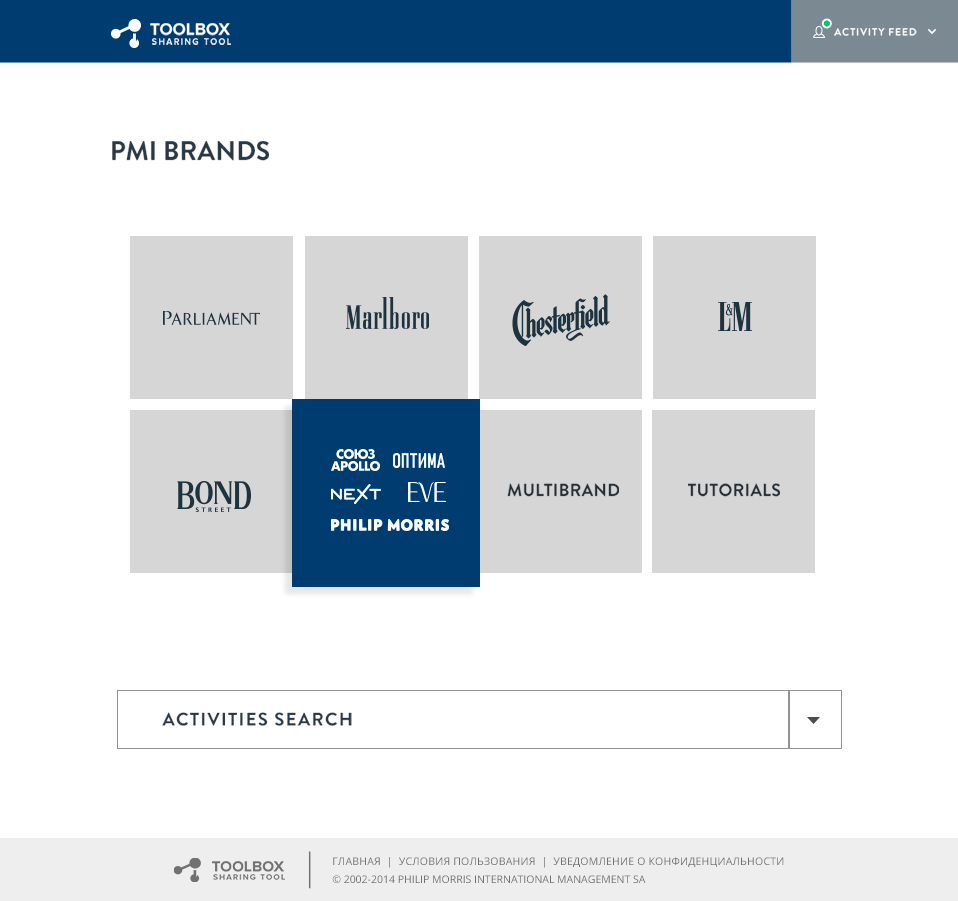 TOOLBOX
SHARING TOOL
ACTIVITY FEED
PMI BRANDS
PARLIAMENT
Marlboro
Chesterfield
L&M
BOND
STREET
СОЮЗ
APOLLO
ОПТИМА
NEXT
EVE
PHILIP MORRIS
MULTIBRAND
TUTORIALS
ACTIVITIES SEARCH
TOOLBOX
SHARING TOOL
ГЛАВНАЯ | УСЛОВИЯ ПОЛЬЗОВАНИЯ | УВЕДОМЛЕНИЕ О КОНФИДЕНЦИАЛЬНОСТИ
© 2002-2014 PHILIP MORRIS INTERNATIONAL MANAGEMENT SA